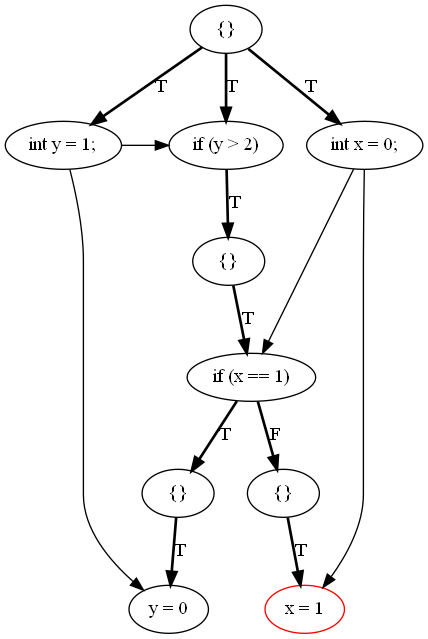 {}
T
T
T
int y = 1;
if (y > 2)
int x = 0;
T
{}
T
if (x == 1)
T
F
{}
{}
T
T
y = 0
x = 1